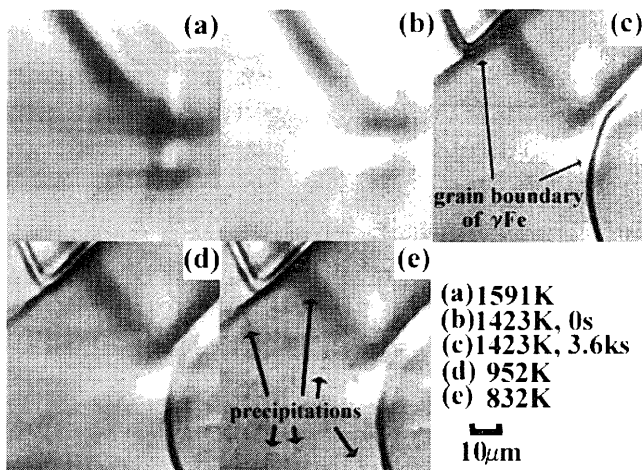 (a)
(b)
(c)
grain boundary
of γFe
(d)
(e)
precipitations
(a)1591K
(b)1423K, 0s
(c)1423K, 3.6ks
(d) 952K
(e) 832K
10μm